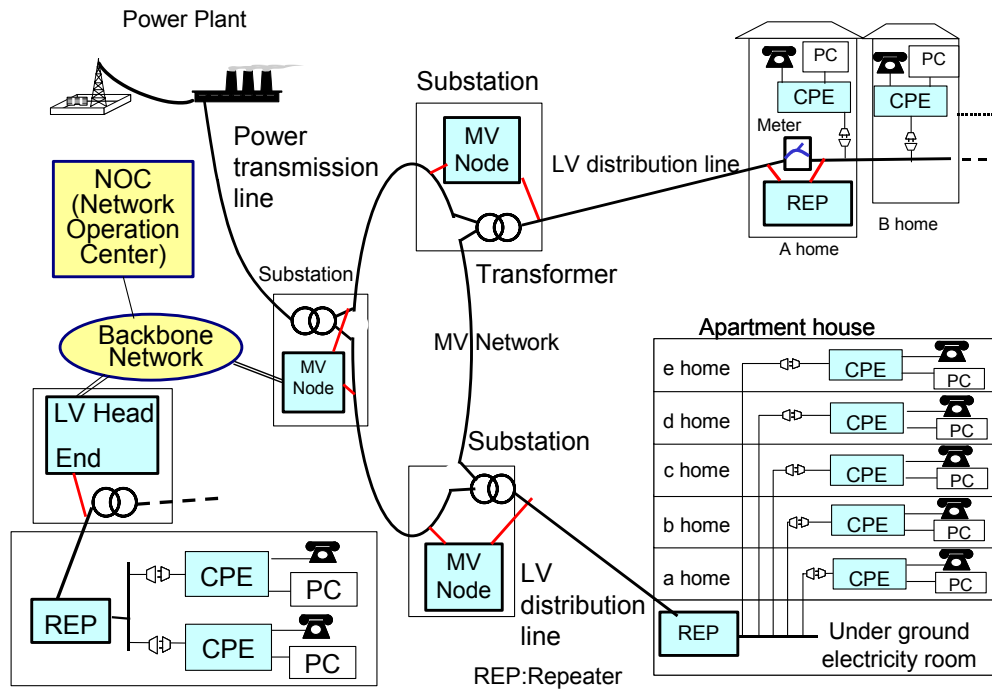 Power Plant
Power
transmission
line
NOC
(Network
Operation
Center)
Backbone
Network
LV Head
End
REP
CPE
PC
CPE
PC
Substation
MV
Node
Substation
MV
Node
Transformer
MV Network
Substation
MV
Node
LV
distribution
line
LV distribution line
Meter
REP
PC
CPE
A home
PC
CPE
B home
Apartment house
e home
CPE
PC
d home
CPE
PC
c home
CPE
PC
b home
CPE
PC
a home
CPE
PC
REP
Under ground
electricity room
REP:Repeater